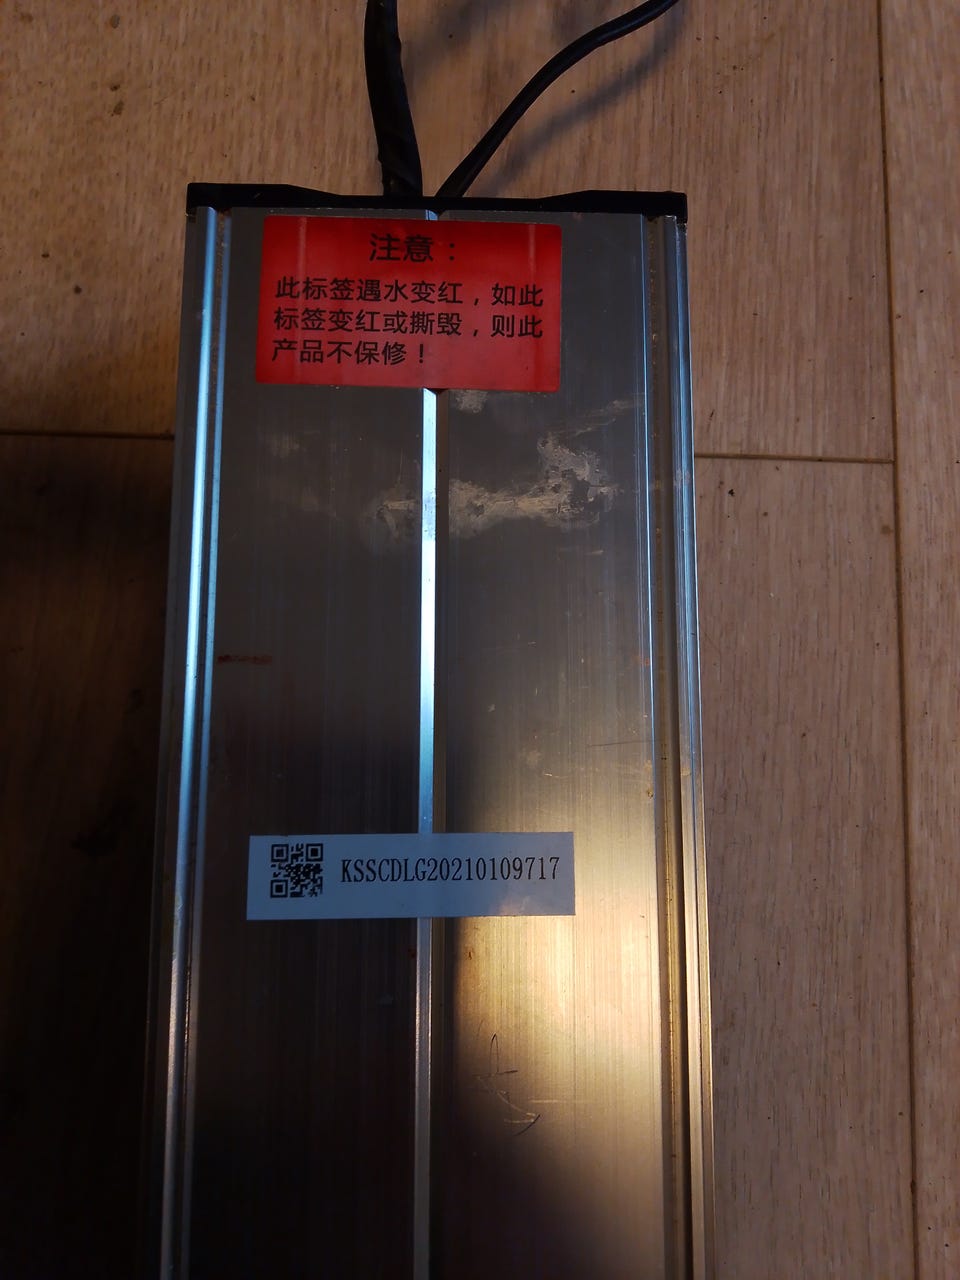 注意：
此标签遇水变红，如此
标签变红或撕毁，则此
产品不保修！
KSSCDLG20210109717